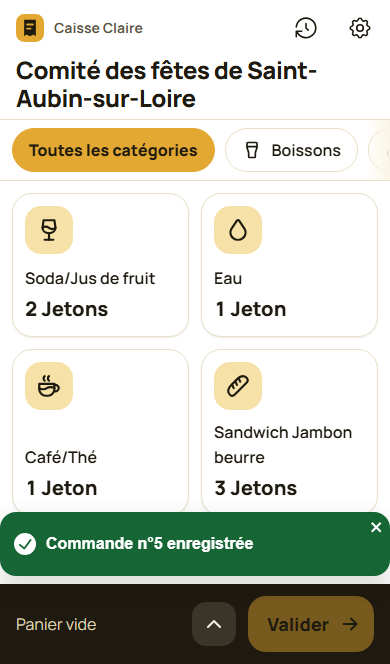 Caisse Claire
Comité des fêtes de Saint-
Aubin-sur-Loire
Toutes les catégories
Boissons
Soda/Jus de fruit
2 Jetons
Eau
1 Jeton
Café/Thé
1 Jeton
Sandwich Jambon
beurre
3 Jetons
Commande n°5 enregistrée
Panier vide
Valider